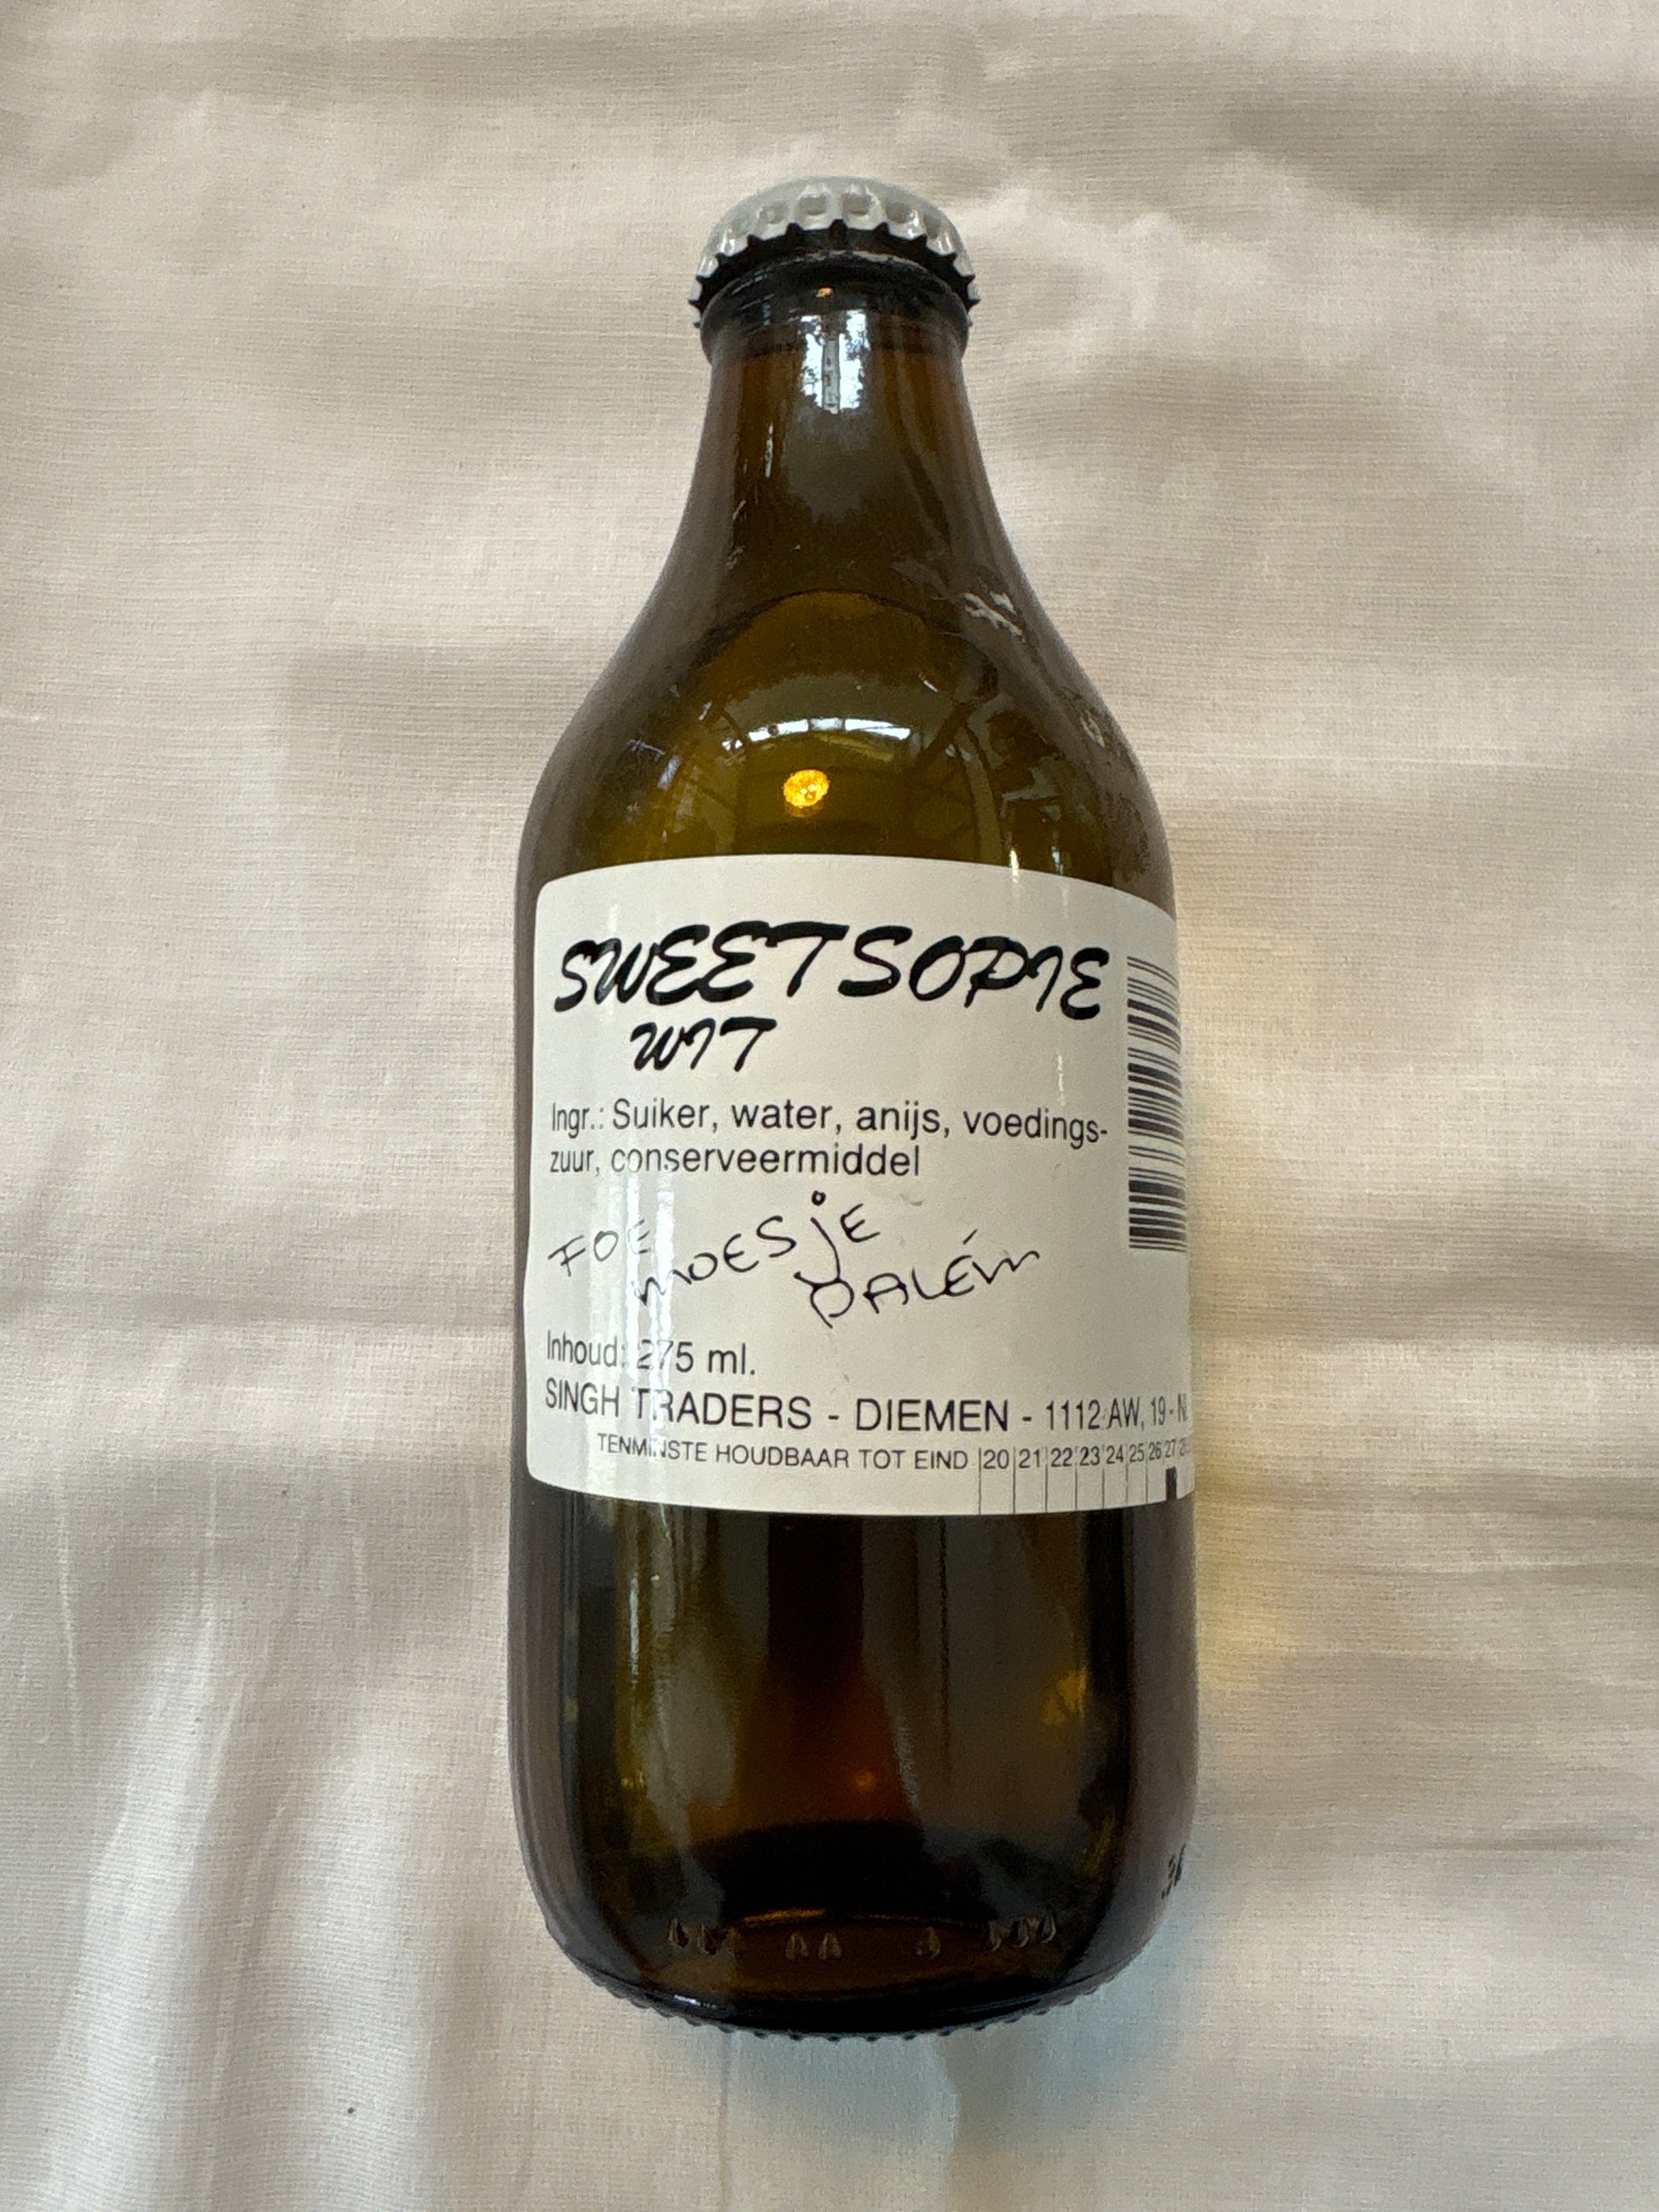 SWEETSOPIE
WIT
Ingr.: Suiker, water, anijs, voedings-
zuur, conserveermiddel
FOE
MOESJE
PALÉM
Inhoud: 275 ml.
SINGH TRADERS - DIEMEN - 1112 AW, 19 - N
TENMINSTE HOUDBAAR TOT EIND |20|21|22|23|24|25|26|27